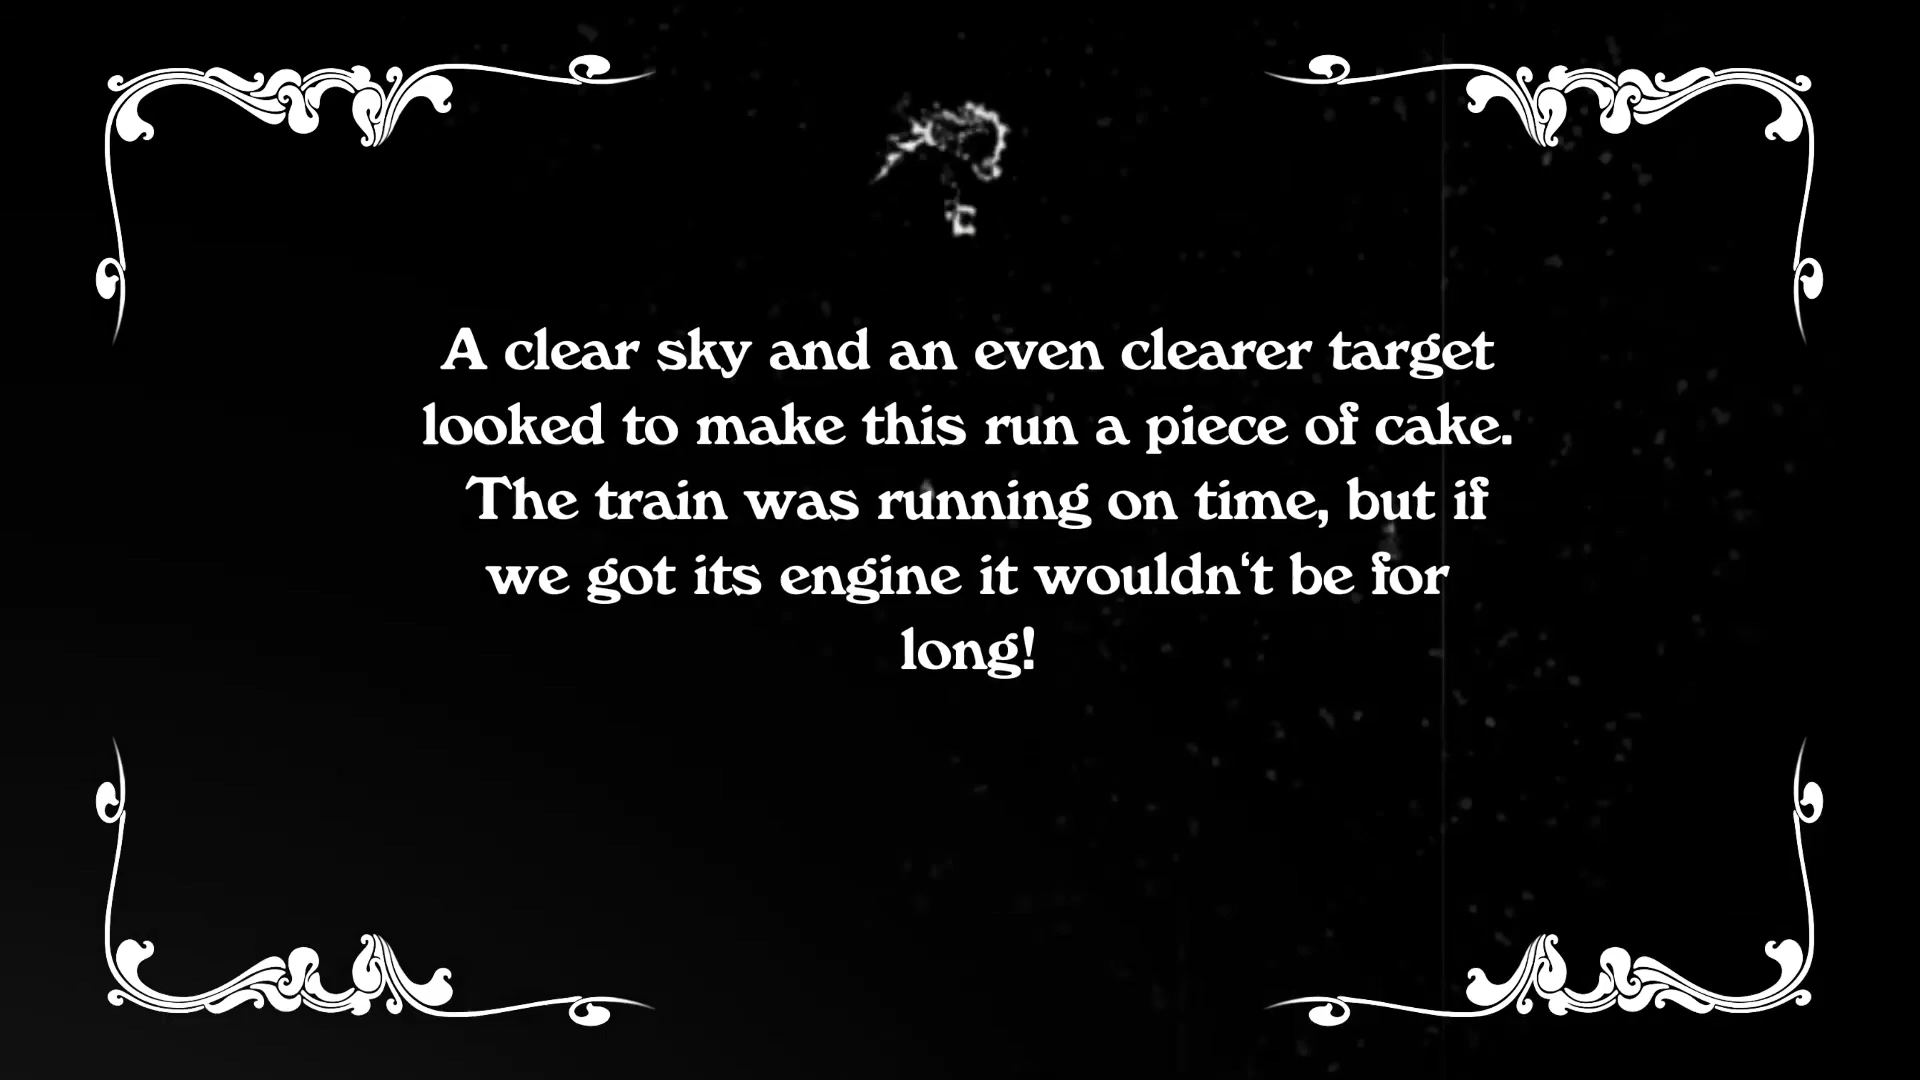 A clear sky and an even clearer target
looked to make this run a piece of cake.
The train was running on time, but if
we got its engine it wouldn‘t be for
long!